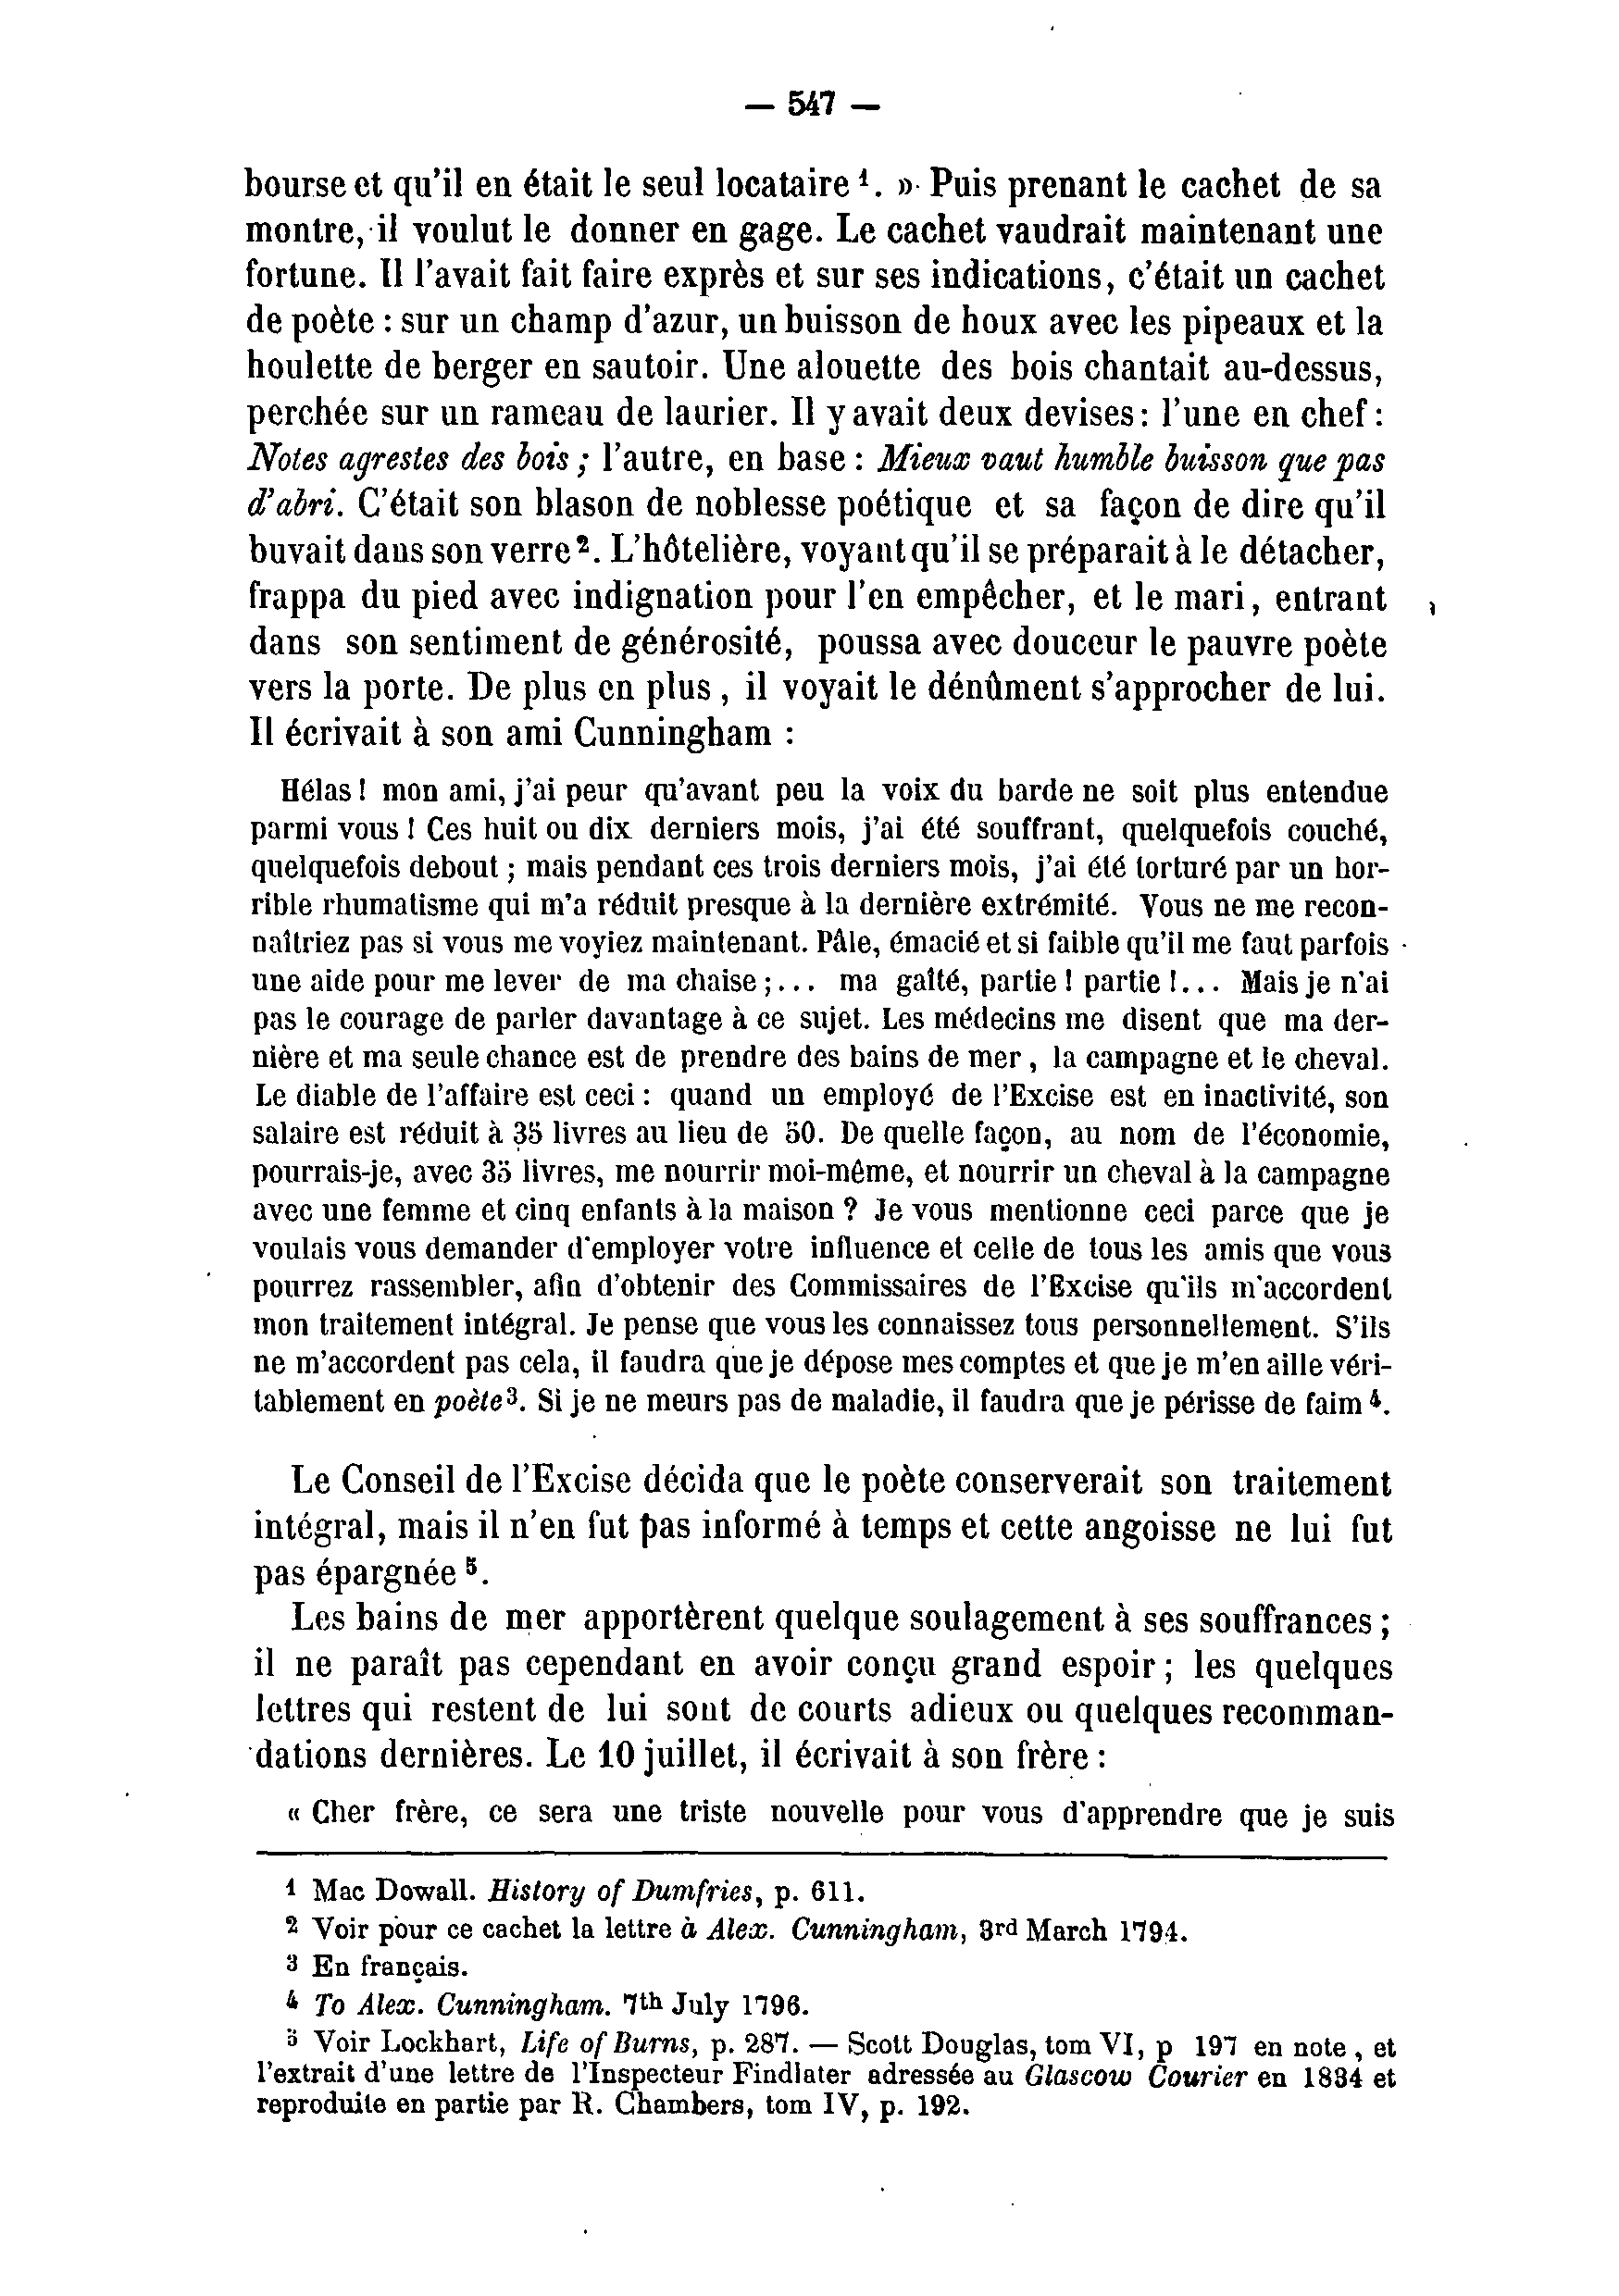 — 547 —
bourse et qu'il en était le seul locataire ¹. » Puis prenant le cachet de sa
montre, il voulut le donner en gage. Le cachet vaudrait maintenant une
fortune. Il l'avait fait faire exprès et sur ses indications, c'était un cachet
de poète : sur un champ d'azur, un buisson de houx avec les pipeaux et la
houlette de berger en sautoir. Une alouette des bois chantait au-dessus,
perchée sur un rameau de laurier. Il y avait deux devises : l'une en chef :
Notes agrestes des bois ; l'autre, en base : Mieux vaut humble buisson que pas
d'abri. C'était son blason de noblesse poétique et sa façon de dire qu'il
buvait dans son verre ². L'hôtelière, voyant qu'il se préparait à le détacher,
frappa du pied avec indignation pour l'en empêcher, et le mari, entrant
dans son sentiment de générosité, poussa avec douceur le pauvre poète
vers la porte. De plus en plus, il voyait le dénûment s'approcher de lui.
Il écrivait à son ami Cunningham :
Hélas ! mon ami, j'ai peur qu'avant peu la voix du barde ne soit plus entendue
parmi vous ! Ces huit ou dix derniers mois, j'ai été souffrant, quelquefois couché,
quelquefois debout ; mais pendant ces trois derniers mois, j'ai été torturé par un hor-
rible rhumatisme qui m'a réduit presque à la dernière extrémité. Vous ne me recon-
naîtriez pas si vous me voyiez maintenant. Pâle, émacié et si faible qu'il me faut parfois
une aide pour me lever de ma chaise ;... ma gaîté, partie ! partie !... Mais je n'ai
pas le courage de parler davantage à ce sujet. Les médecins me disent que ma der-
nière et ma seule chance est de prendre des bains de mer, la campagne et le cheval.
Le diable de l'affaire est ceci : quand un employé de l'Excise est en inactivité, son
salaire est réduit à 35 livres au lieu de 50. De quelle façon, au nom de l'économie,
pourrais-je, avec 35 livres, me nourrir moi-même, et nourrir un cheval à la campagne
avec une femme et cinq enfants à la maison ? Je vous mentionne ceci parce que je
voulais vous demander d'employer votre influence et celle de tous les amis que vous
pourrez rassembler, afin d'obtenir des Commissaires de l'Excise qu'ils m'accordent
mon traitement intégral. Je pense que vous les connaissez tous personnellement. S'ils
ne m'accordent pas cela, il faudra que je dépose mes comptes et que je m'en aille véri-
tablement en poète ³. Si je ne meurs pas de maladie, il faudra que je périsse de faim ⁴.
Le Conseil de l'Excise décida que le poète conserverait son traitement
intégral, mais il n'en fut pas informé à temps et cette angoisse ne lui fut
pas épargnée ⁵.
Les bains de mer apportèrent quelque soulagement à ses souffrances ;
il ne paraît pas cependant en avoir conçu grand espoir ; les quelques
lettres qui restent de lui sont de courts adieux ou quelques recomman-
dations dernières. Le 10 juillet, il écrivait à son frère :
« Cher frère, ce sera une triste nouvelle pour vous d'apprendre que je suis
¹ Mac Dowall. History of Dumfries, p. 611.
² Voir pour ce cachet la lettre à Alex. Cunningham, 3rd March 1794.
³ En français.
⁴ To Alex. Cunningham. 7th July 1796.
⁵ Voir Lockhart, Life of Burns, p. 287. — Scott Douglas, tom VI, p 197 en note, et
l'extrait d'une lettre de l'Inspecteur Findlater adressée au Glascow Courier en 1834 et
reproduite en partie par R. Chambers, tom IV, p. 192.